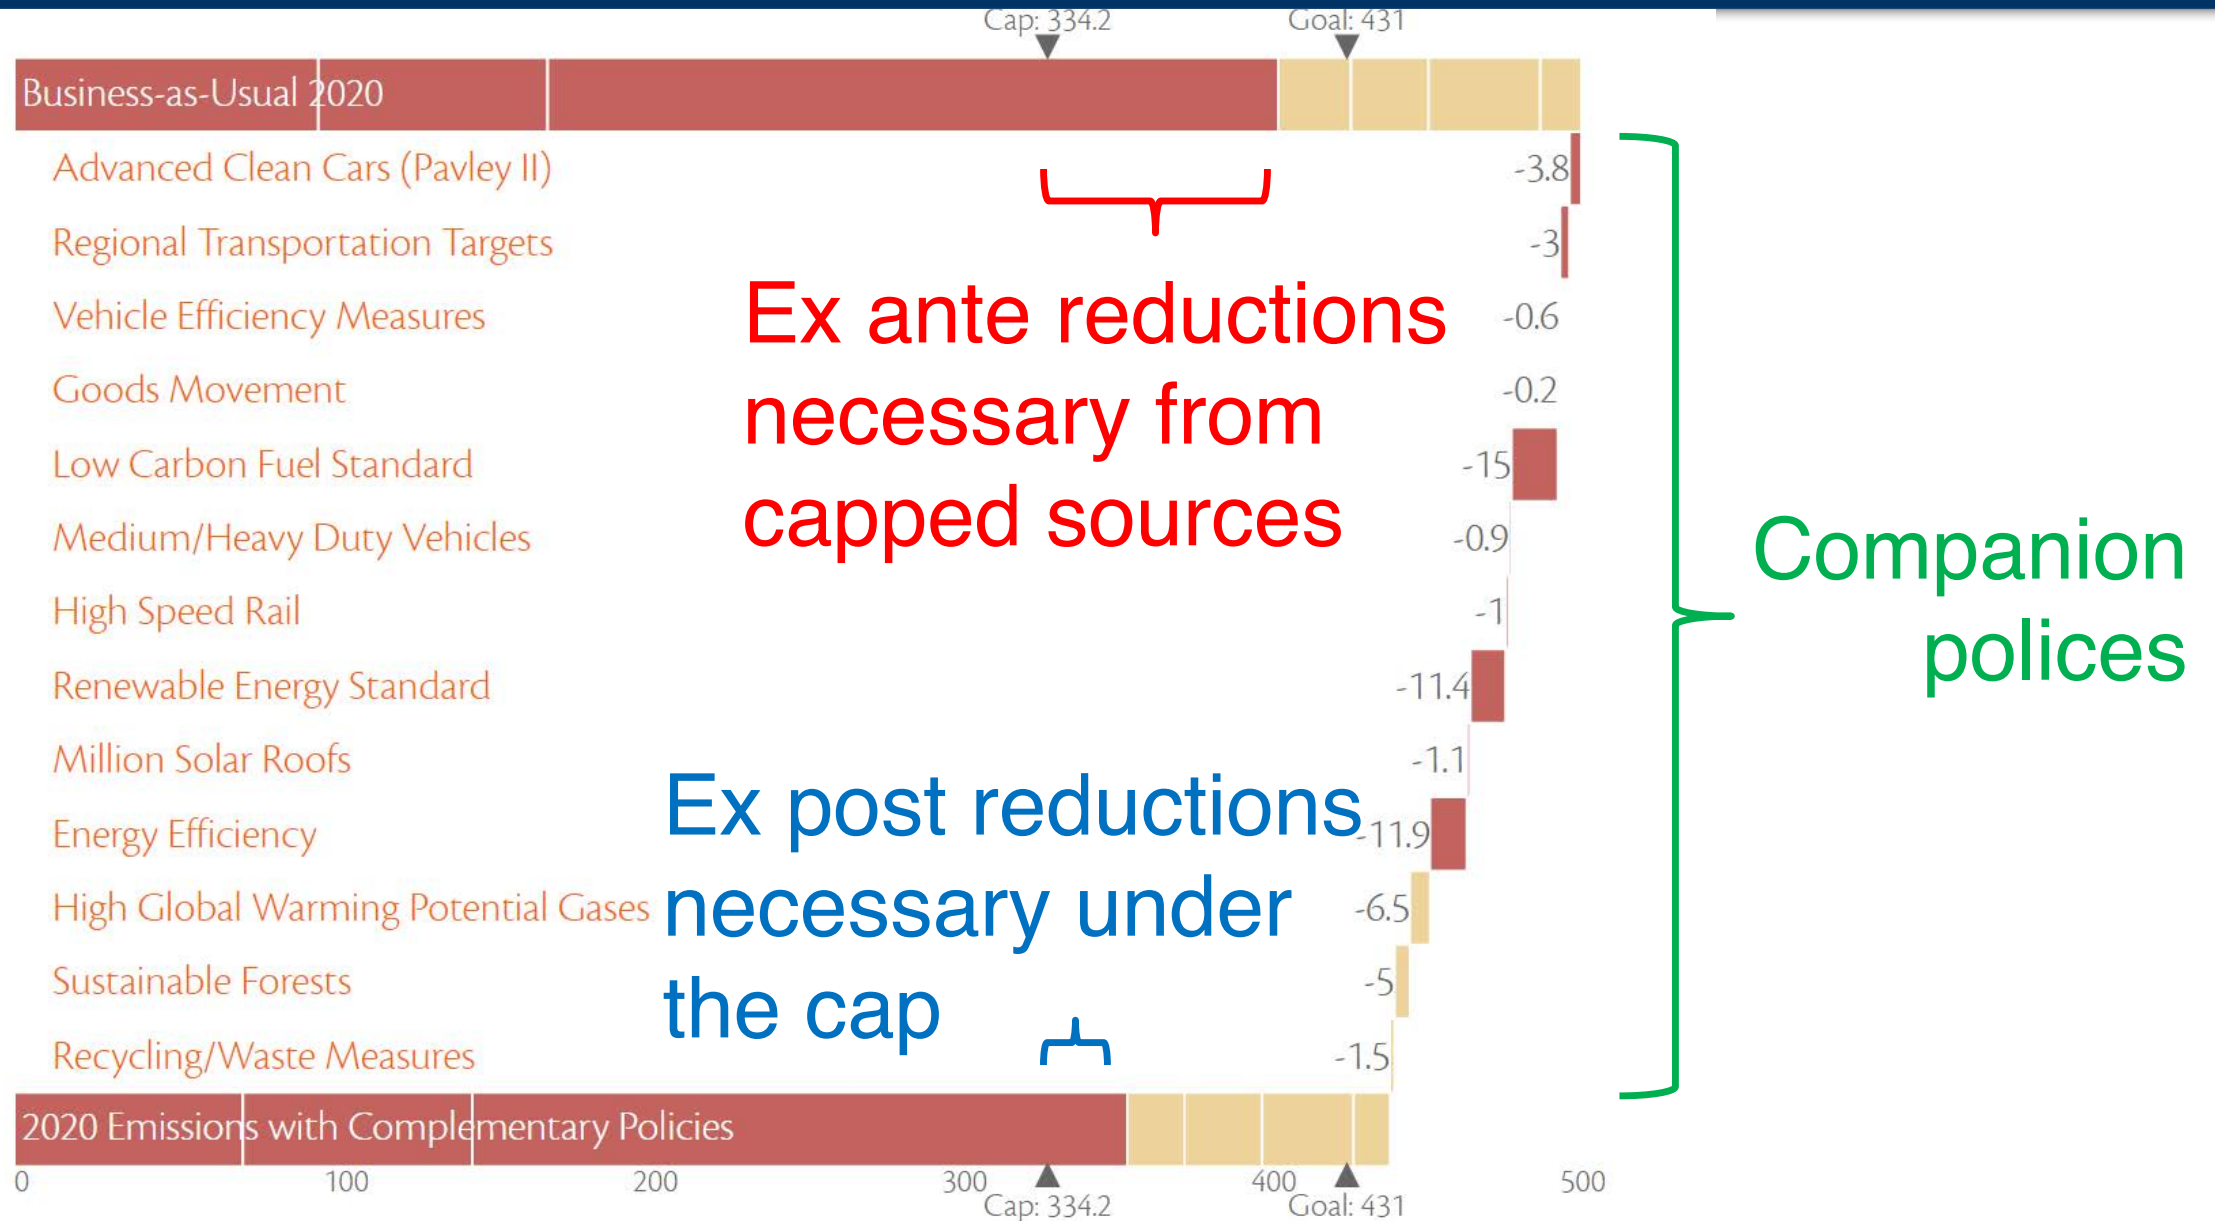 Cap: 334.2 Goal: 431
Business-as-Usual 2020
Advanced Clean Cars (Pavley II) -3.8
Regional Transportation Targets -3
Vehicle Efficiency Measures -0.6
Goods Movement -0.2
Low Carbon Fuel Standard -15
Medium/Heavy Duty Vehicles -0.9
High Speed Rail -1
Renewable Energy Standard -11.4
Million Solar Roofs -1.1
Energy Efficiency -11.9
High Global Warming Potential Gases -6.5
Sustainable Forests -5
Recycling/Waste Measures -1.5
2020 Emissions with Complementary Policies
0 100 200 300 400 500
Cap: 334.2 Goal: 431
Ex ante reductions
necessary from
capped sources
Ex post reductions
necessary under
the cap
Companion
polices